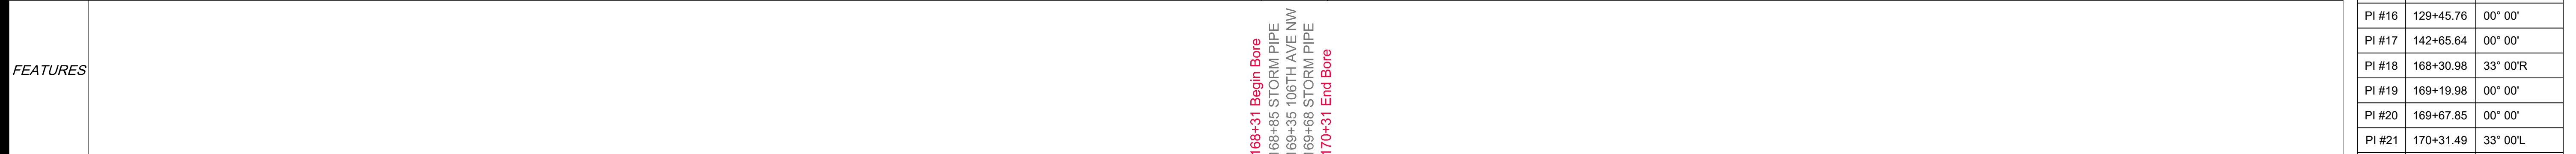 FEATURES
168+31 Begin Bore
168+85 STORM PIPE
169+35 106TH AVE NW
169+68 STORM PIPE
170+31 End Bore
PI #16 129+45.76 00° 00'
PI #17 142+65.64 00° 00'
PI #18 168+30.98 33° 00'R
PI #19 169+19.98 00° 00'
PI #20 169+67.85 00° 00'
PI #21 170+31.49 33° 00'L